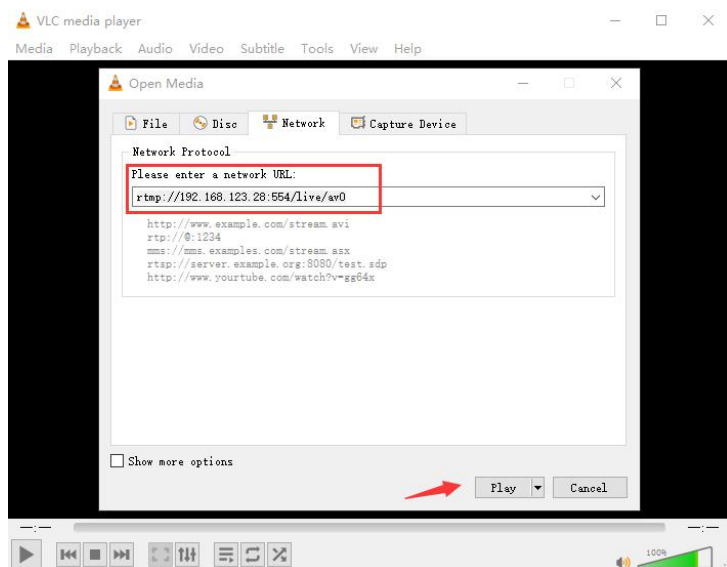 VLC media player
Media Playback Audio Video Subtitle Tools View Help
Open Media
File Disc Network Capture Device
Network Protocol
Please enter a network URL:
rtmp://192.168.123.28:554/live/av0
http://www.example.com/stream.avi
rtp://@:1234
mms://mms.examples.com/stream.asx
rtsp://server.example.org:8080/test.sdp
http://www.yourtube.com/watch?v=gg64x
Show more options
Play Cancel
--:-- --:--
100%